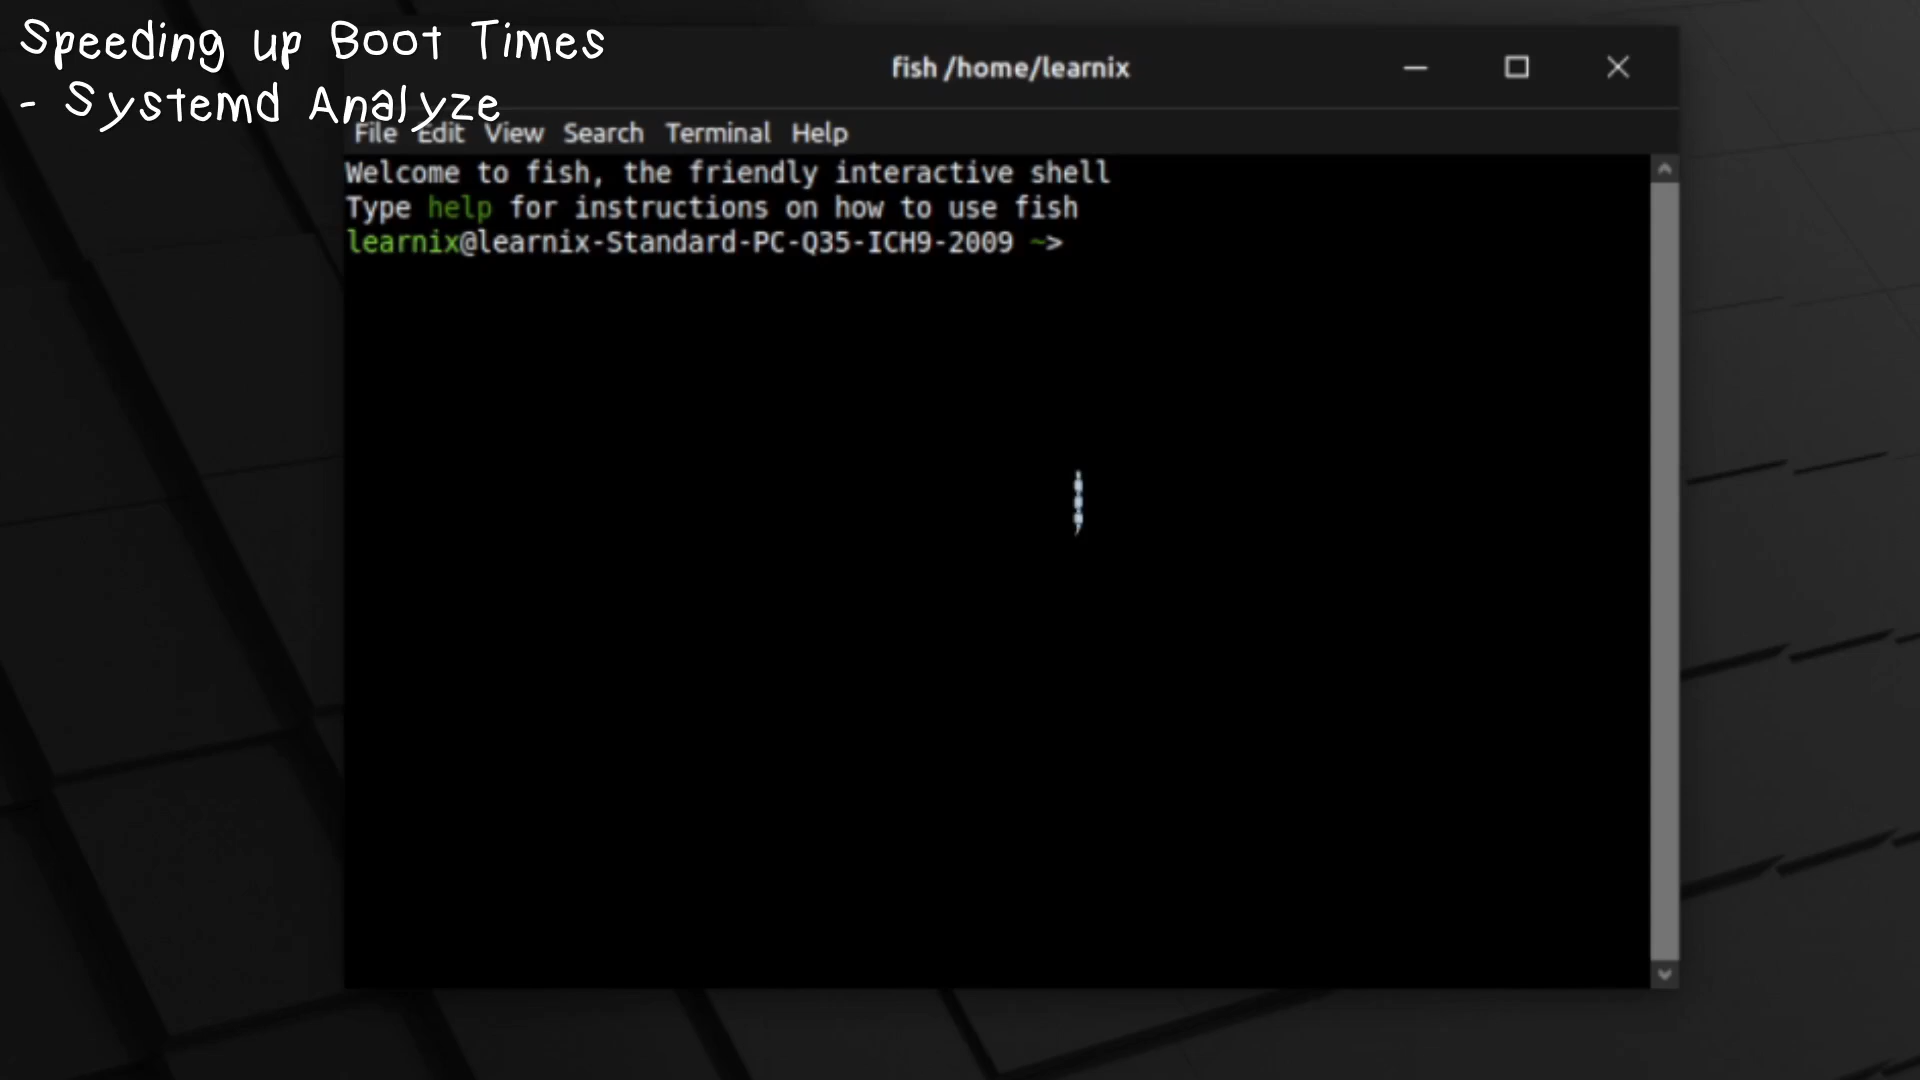 Speeding up Boot Times
- Systemd Analyze
fish /home/learnix
File Edit View Search Terminal Help
Welcome to fish, the friendly interactive shell
Type help for instructions on how to use fish
learnix@learnix-Standard-PC-Q35-ICH9-2009 ~>